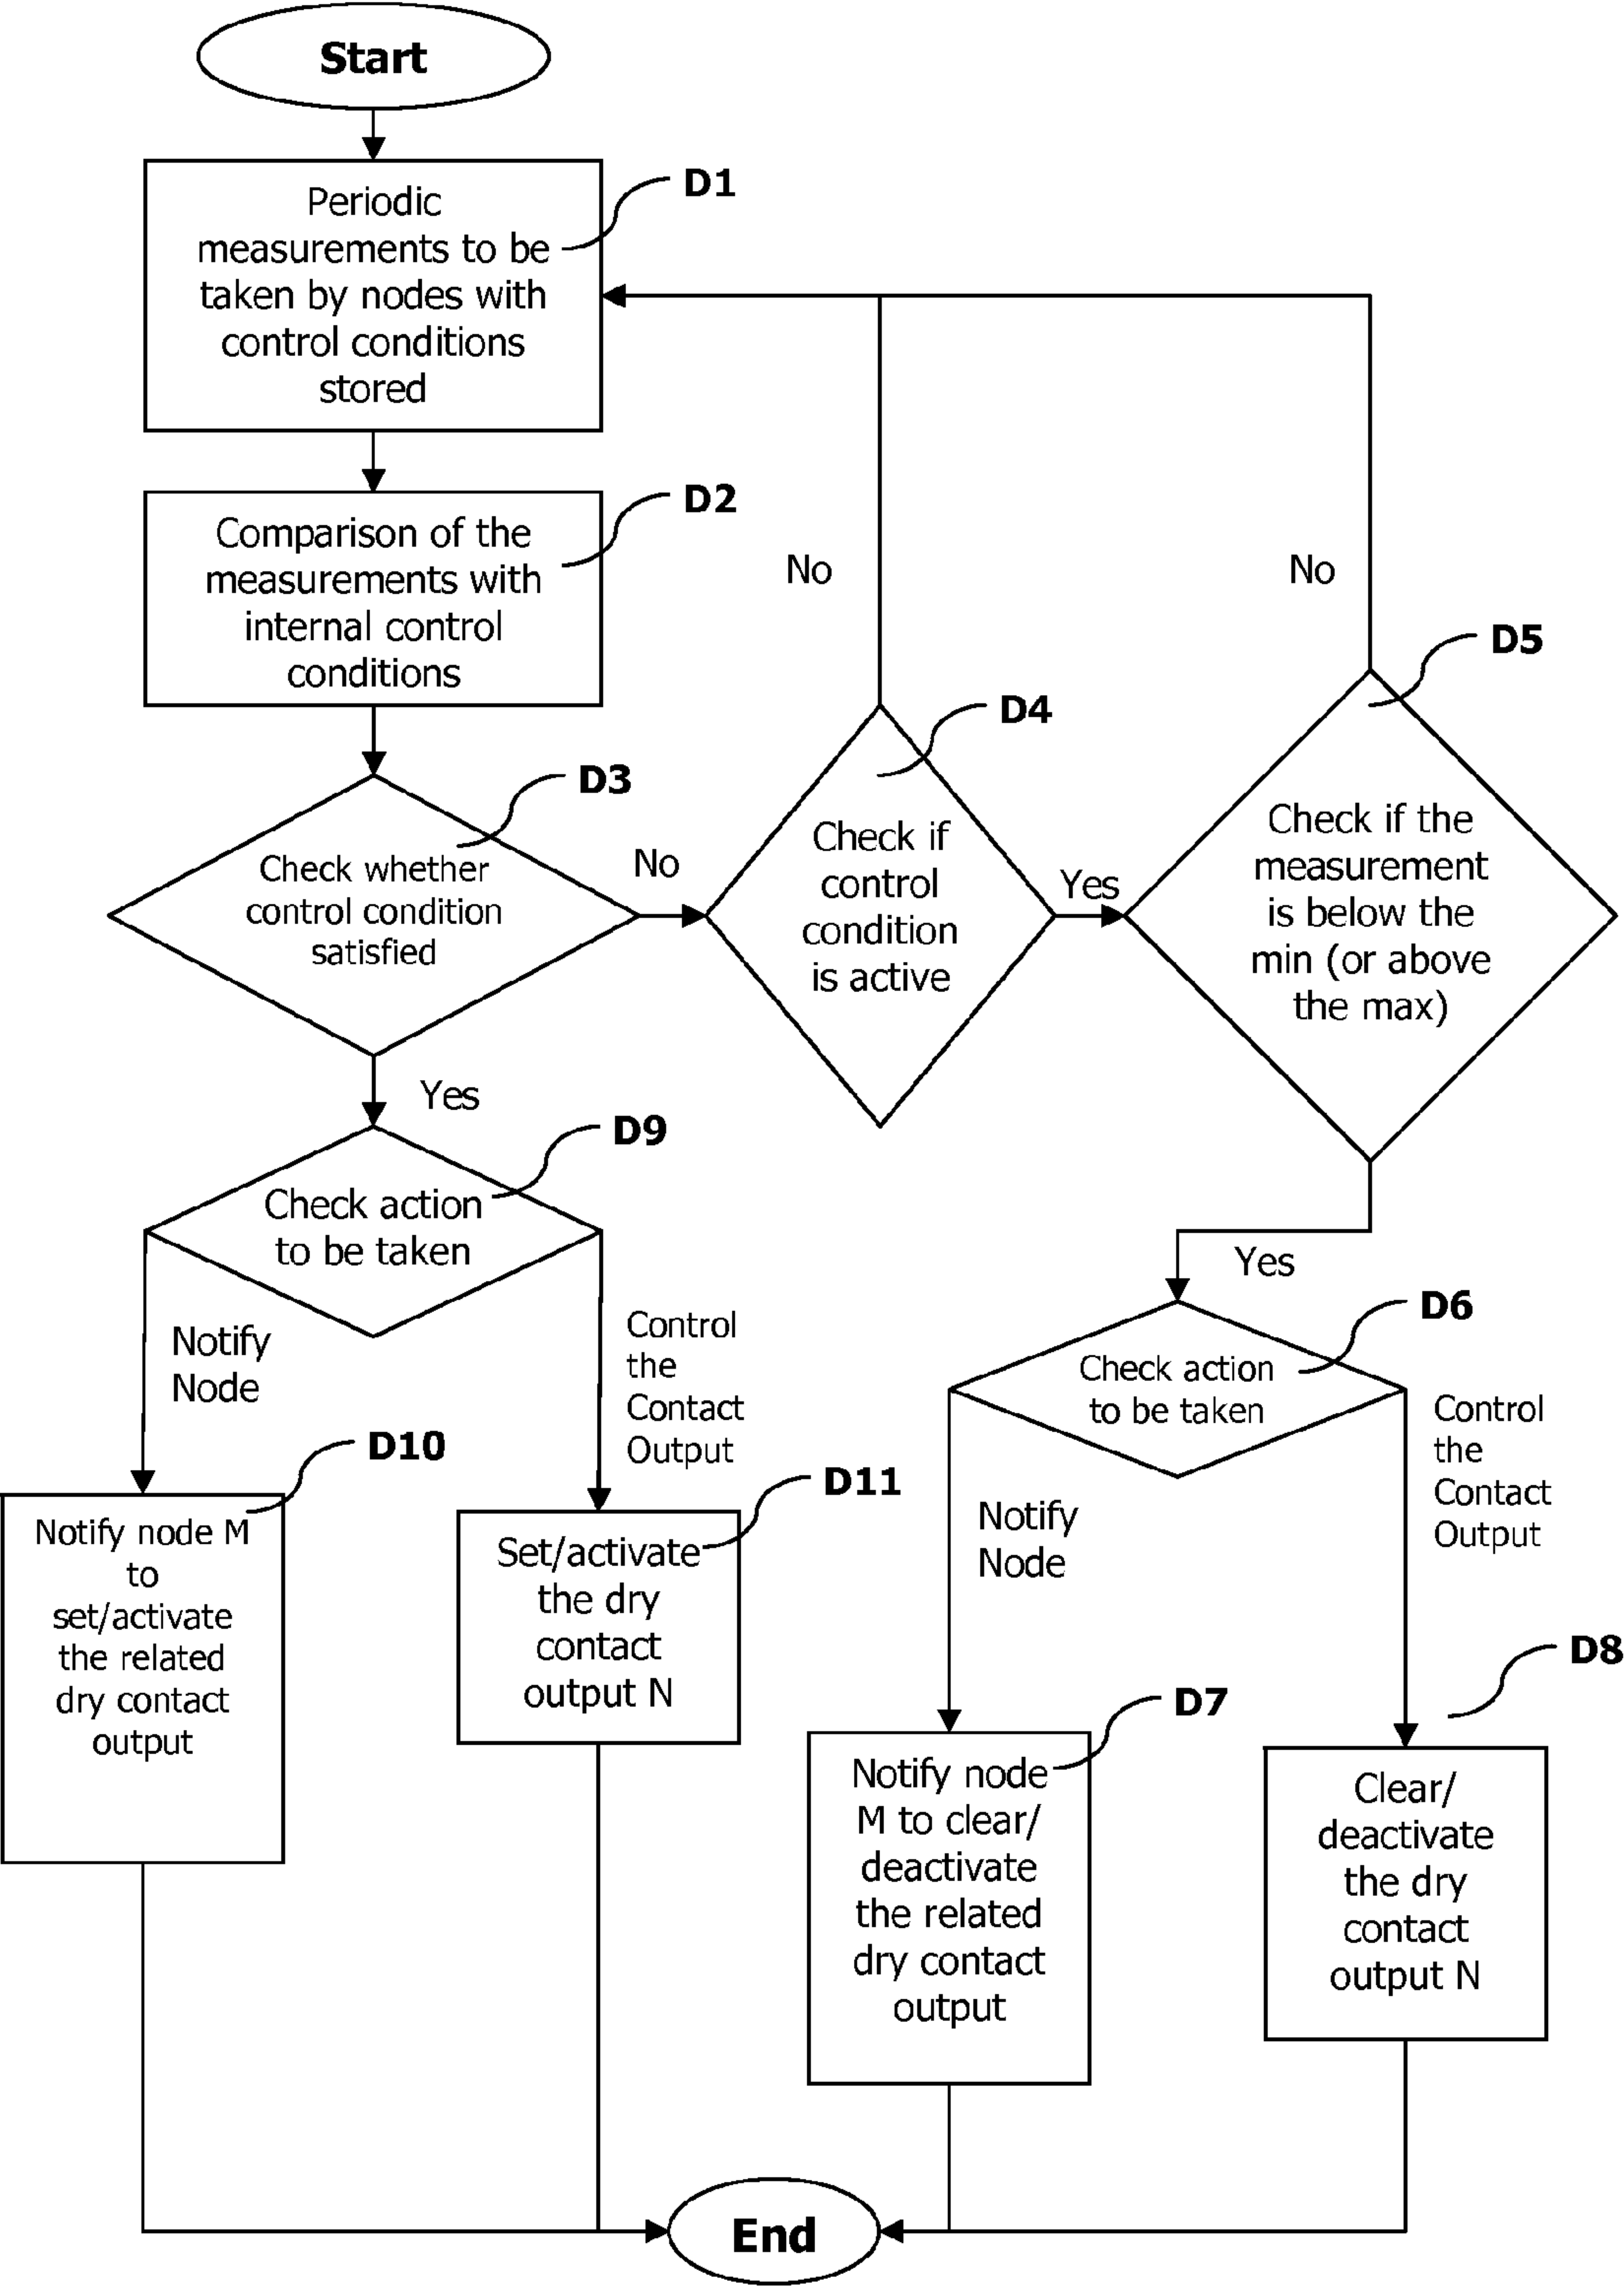 Start
D1
Periodic
measurements to be
taken by nodes with
control conditions
stored
D2
Comparison of the
measurements with
internal control
conditions
No
No
D5
D4
D3
Check whether
control condition
satisfied
No
Check if
control
condition
is active
Yes
Check if the
measurement
is below the
min (or above
the max)
Yes
D9
Check action
to be taken
Notify
Node
Control
the
Contact
Output
Yes
D6
Check action
to be taken
Notify
Node
Control
the
Contact
Output
D10
Notify node M
to
set/activate
the related
dry contact
output
D11
Set/activate
the dry
contact
output N
D7
Notify node
M to clear/
deactivate
the related
dry contact
output
D8
Clear/
deactivate
the dry
contact
output N
End